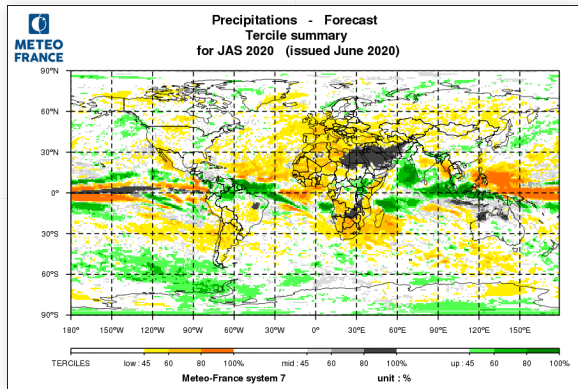 Precipitations - Forecast
Tercile summary
for JAS 2020 (issued June 2020)
METEO
FRANCE
90°N
60°N
30°N
0°
30°S
60°S
90°S
180° 150°W 120°W 90°W 60°W 30°W 0° 30°E 60°E 90°E 120°E 150°E
TERCILES low : 45 60 80 100% mid : 45 60 80 100% up : 45 60 80 100%
Meteo-France system 7 unit : %